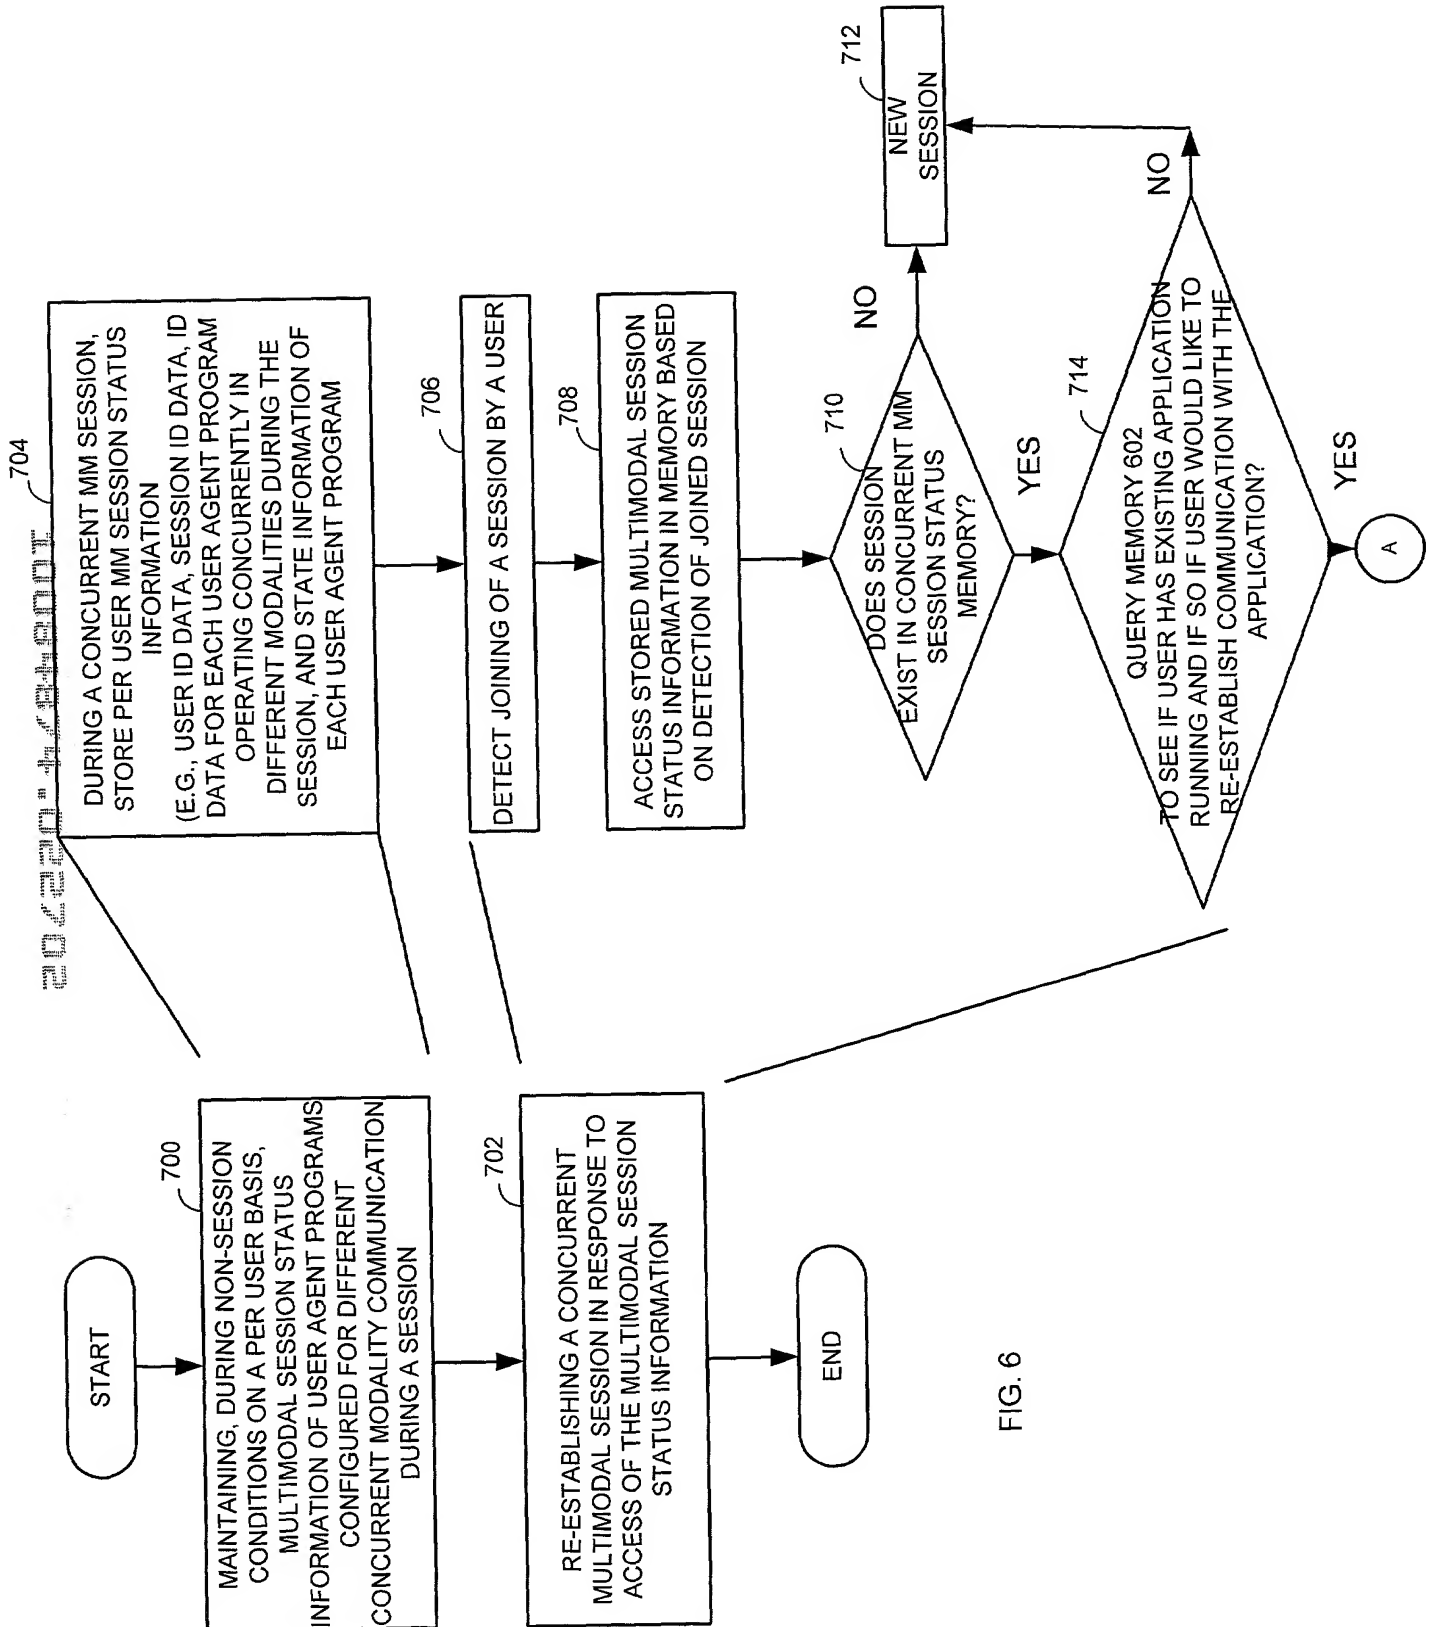 START
700
MAINTAINING, DURING NON-SESSION
CONDITIONS ON A PER USER BASIS,
MULTIMODAL SESSION STATUS
INFORMATION OF USER AGENT PROGRAMS
CONFIGURED FOR DIFFERENT
CONCURRENT MODALITY COMMUNICATION
DURING A SESSION
702
RE-ESTABLISHING A CONCURRENT
MULTIMODAL SESSION IN RESPONSE TO
ACCESS OF THE MULTIMODAL SESSION
STATUS INFORMATION
END
704
DURING A CONCURRENT MM SESSION,
STORE PER USER MM SESSION STATUS
INFORMATION
(E.G., USER ID DATA, SESSION ID DATA, ID
DATA FOR EACH USER AGENT PROGRAM
OPERATING CONCURRENTLY IN
DIFFERENT MODALITIES DURING THE
SESSION, AND STATE INFORMATION OF
EACH USER AGENT PROGRAM
706
DETECT JOINING OF A SESSION BY A USER
708
ACCESS STORED MULTIMODAL SESSION
STATUS INFORMATION IN MEMORY BASED
ON DETECTION OF JOINED SESSION
710
DOES SESSION
EXIST IN CONCURRENT MM
SESSION STATUS
MEMORY?
NO
712
NEW
SESSION
YES
714
QUERY MEMORY 602
TO SEE IF USER HAS EXISTING APPLICATION
RUNNING AND IF SO IF USER WOULD LIKE TO
RE-ESTABLISH COMMUNICATION WITH THE
APPLICATION?
NO
YES
A
FIG. 6